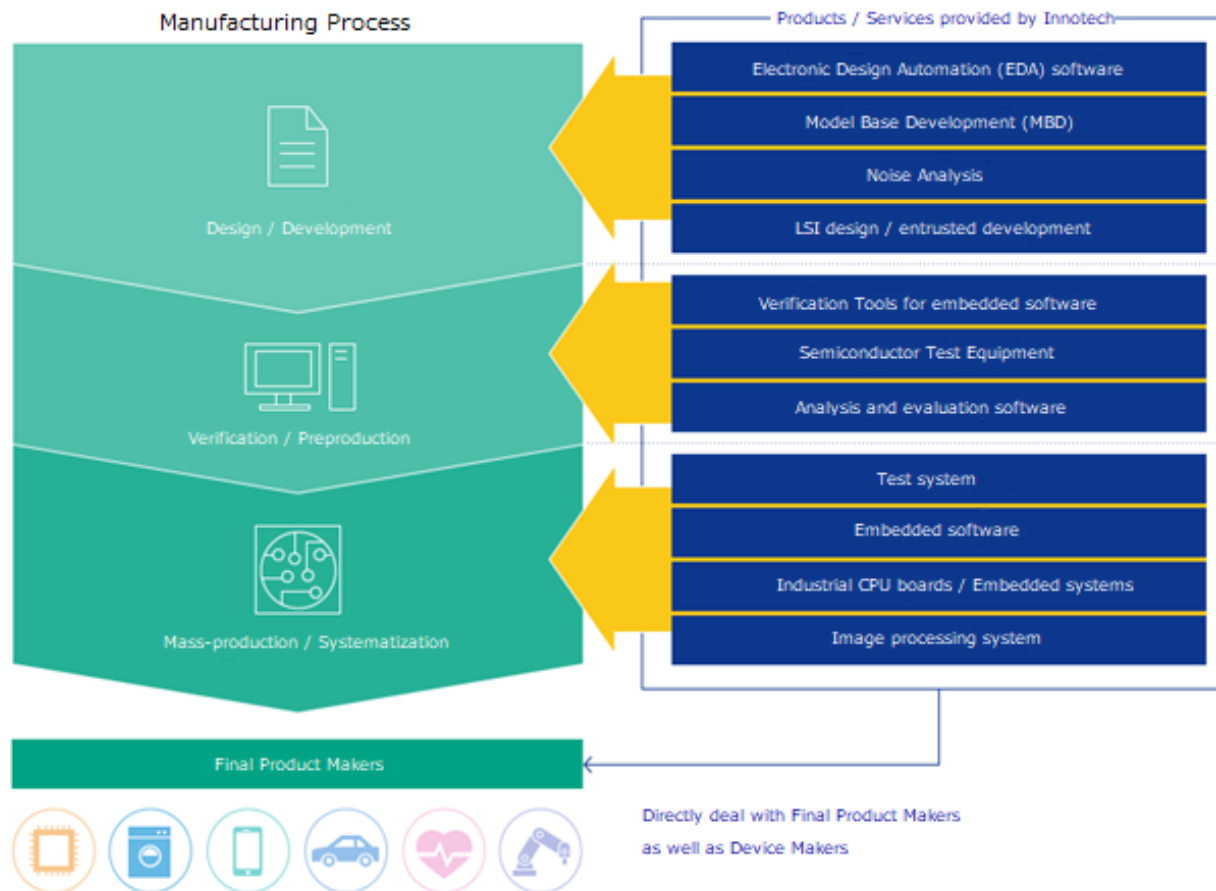 Manufacturing Process
Products / Services provided by Innotech
Design / Development
Electronic Design Automation (EDA) software
Model Base Development (MBD)
Noise Analysis
LSI design / entrusted development
Verification / Preproduction
Verification Tools for embedded software
Semiconductor Test Equipment
Analysis and evaluation software
Mass-production / Systematization
Test system
Embedded software
Industrial CPU boards / Embedded systems
Image processing system
Final Product Makers
Directly deal with Final Product Makers
as well as Device Makers